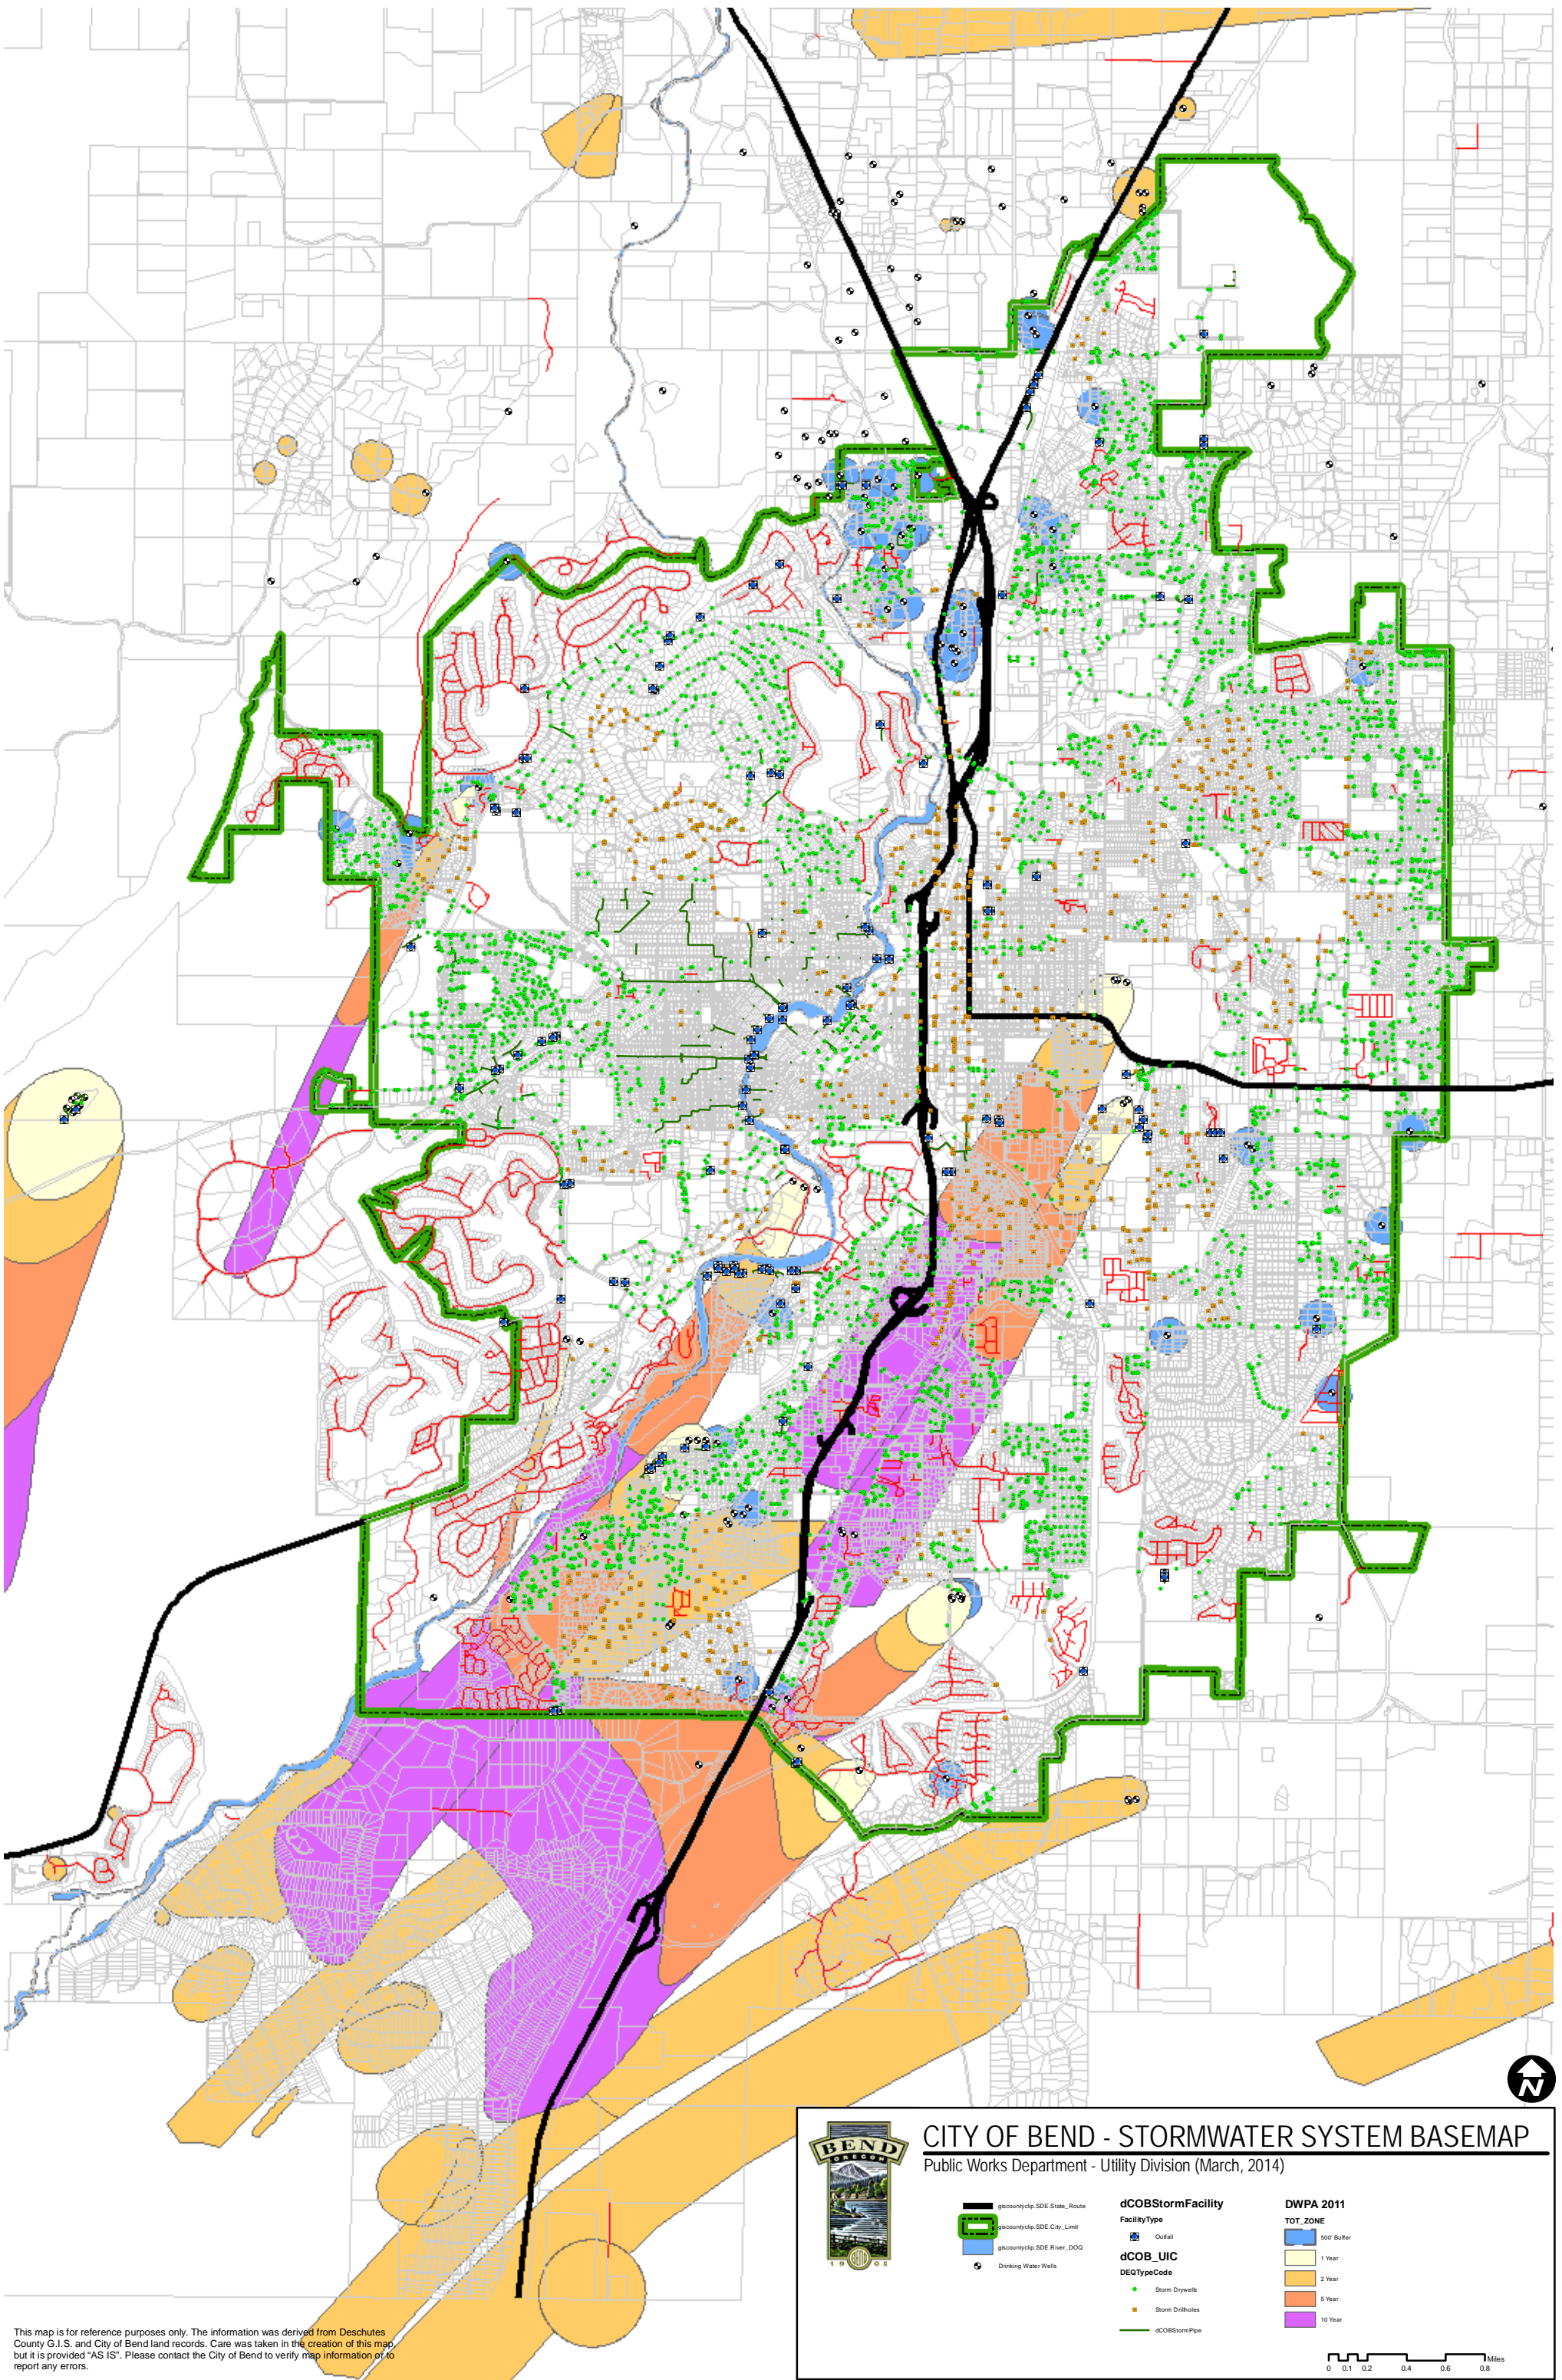 N
BEND
OREGON
1905
CITY OF BEND - STORMWATER SYSTEM BASEMAP
Public Works Department - Utility Division (March, 2014)
giscountyclip.SDE.State_Route
giscountyclip.SDE.City_Limit
giscountyclip.SDE.River_DOQ
Drinking Water Wells
dCOBStormFacility
FacilityType
Outfall
dCOB_UIC
DEQTypeCode
Storm Drywells
Storm Drillholes
dCOBStormPipe
DWPA 2011
TOT_ZONE
500' Buffer
1 Year
2 Year
5 Year
10 Year
Miles
0 0.1 0.2 0.4 0.6 0.8
This map is for reference purposes only. The information was derived from Deschutes
County G.I.S. and City of Bend land records. Care was taken in the creation of this map,
but it is provided "AS IS". Please contact the City of Bend to verify map information or to
report any errors.